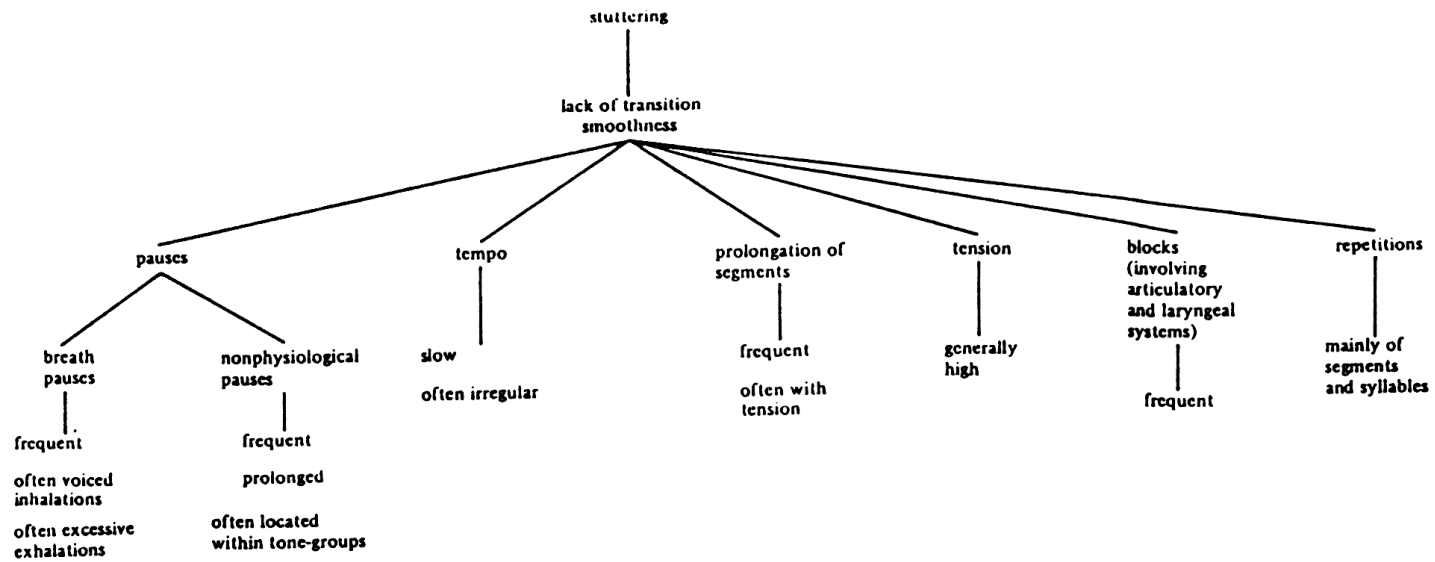 stuttering
lack of transition
smoothness
pauses
tempo
prolongation of
segments
tension
blocks
(involving
articulatory
and laryngeal
systems)
repetitions
breath
pauses
nonphysiological
pauses
slow
often irregular
frequent
often with
tension
generally
high
frequent
mainly of
segments
and syllables
frequent
often voiced
inhalations
often excessive
exhalations
frequent
prolonged
often located
within tone-groups